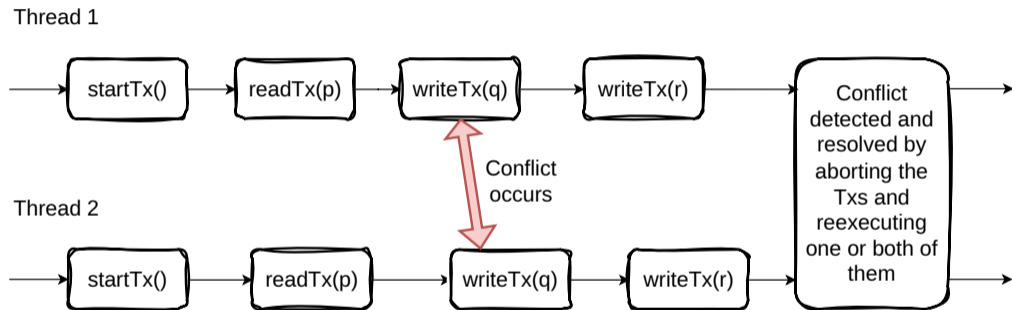 Thread 1
startTx()
readTx(p)
writeTx(q)
writeTx(r)
Conflict
detected and
resolved by
aborting the
Txs and
reexecuting
one or both of
them
Conflict
occurs
Thread 2
startTx()
readTx(p)
writeTx(q)
writeTx(r)